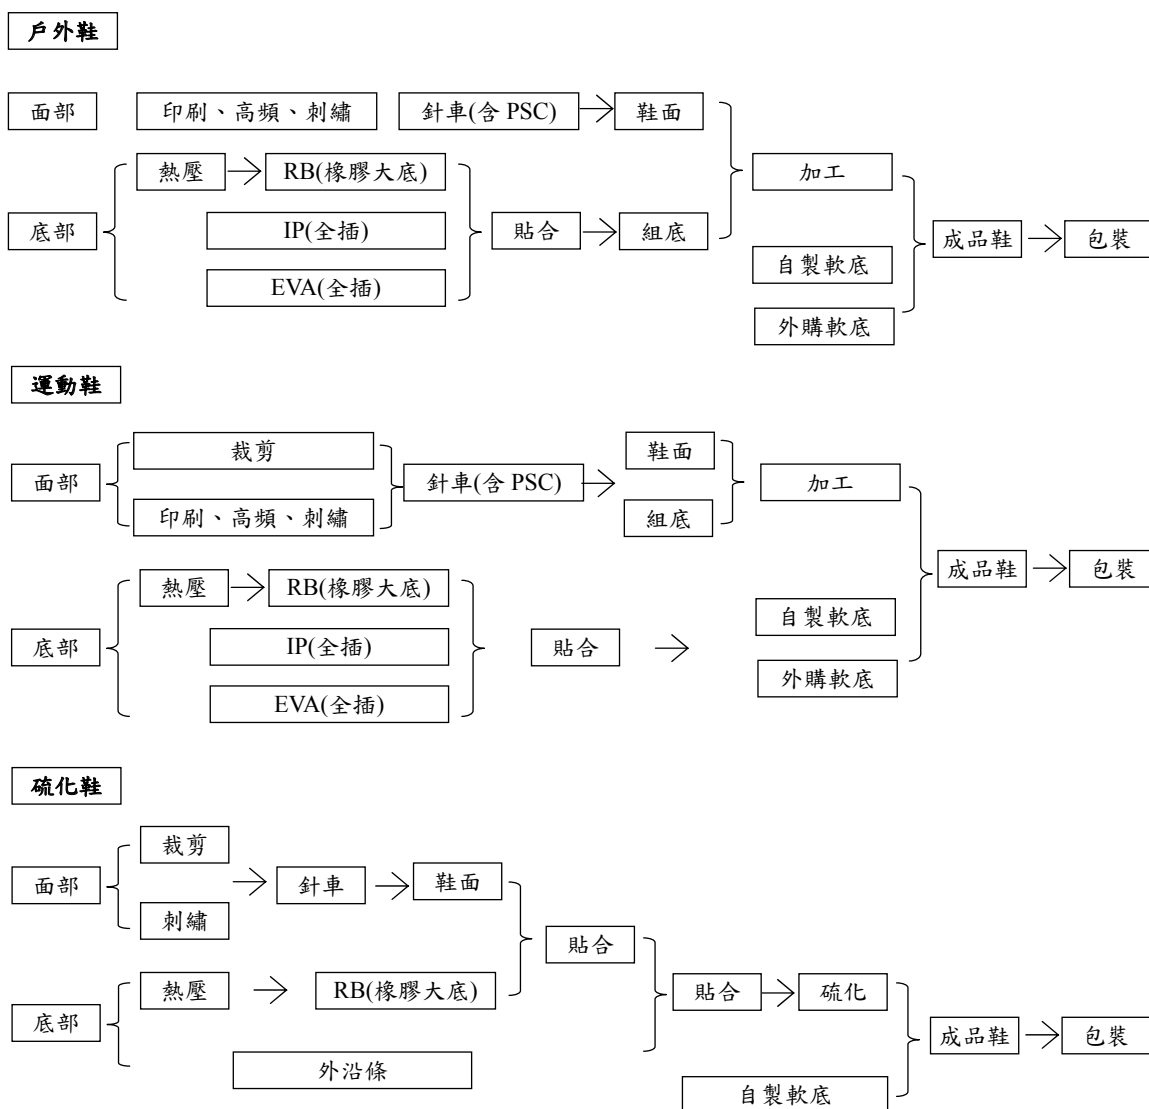 戶外鞋
面部 印刷、高頻、刺繡 針車(含 PSC) 鞋面
熱壓 RB(橡膠大底) 加工
底部 IP(全插) 貼合 組底 成品鞋 包裝
自製軟底
EVA(全插)
外購軟底
運動鞋
裁剪 鞋面
面部 針車(含 PSC) 加工
印刷、高頻、刺繡 組底
成品鞋 包裝
熱壓 RB(橡膠大底)
自製軟底
底部 IP(全插) 貼合
外購軟底
EVA(全插)
硫化鞋
裁剪
面部 針車 鞋面
刺繡
貼合
熱壓 RB(橡膠大底) 貼合 硫化
底部 成品鞋 包裝
外沿條
自製軟底